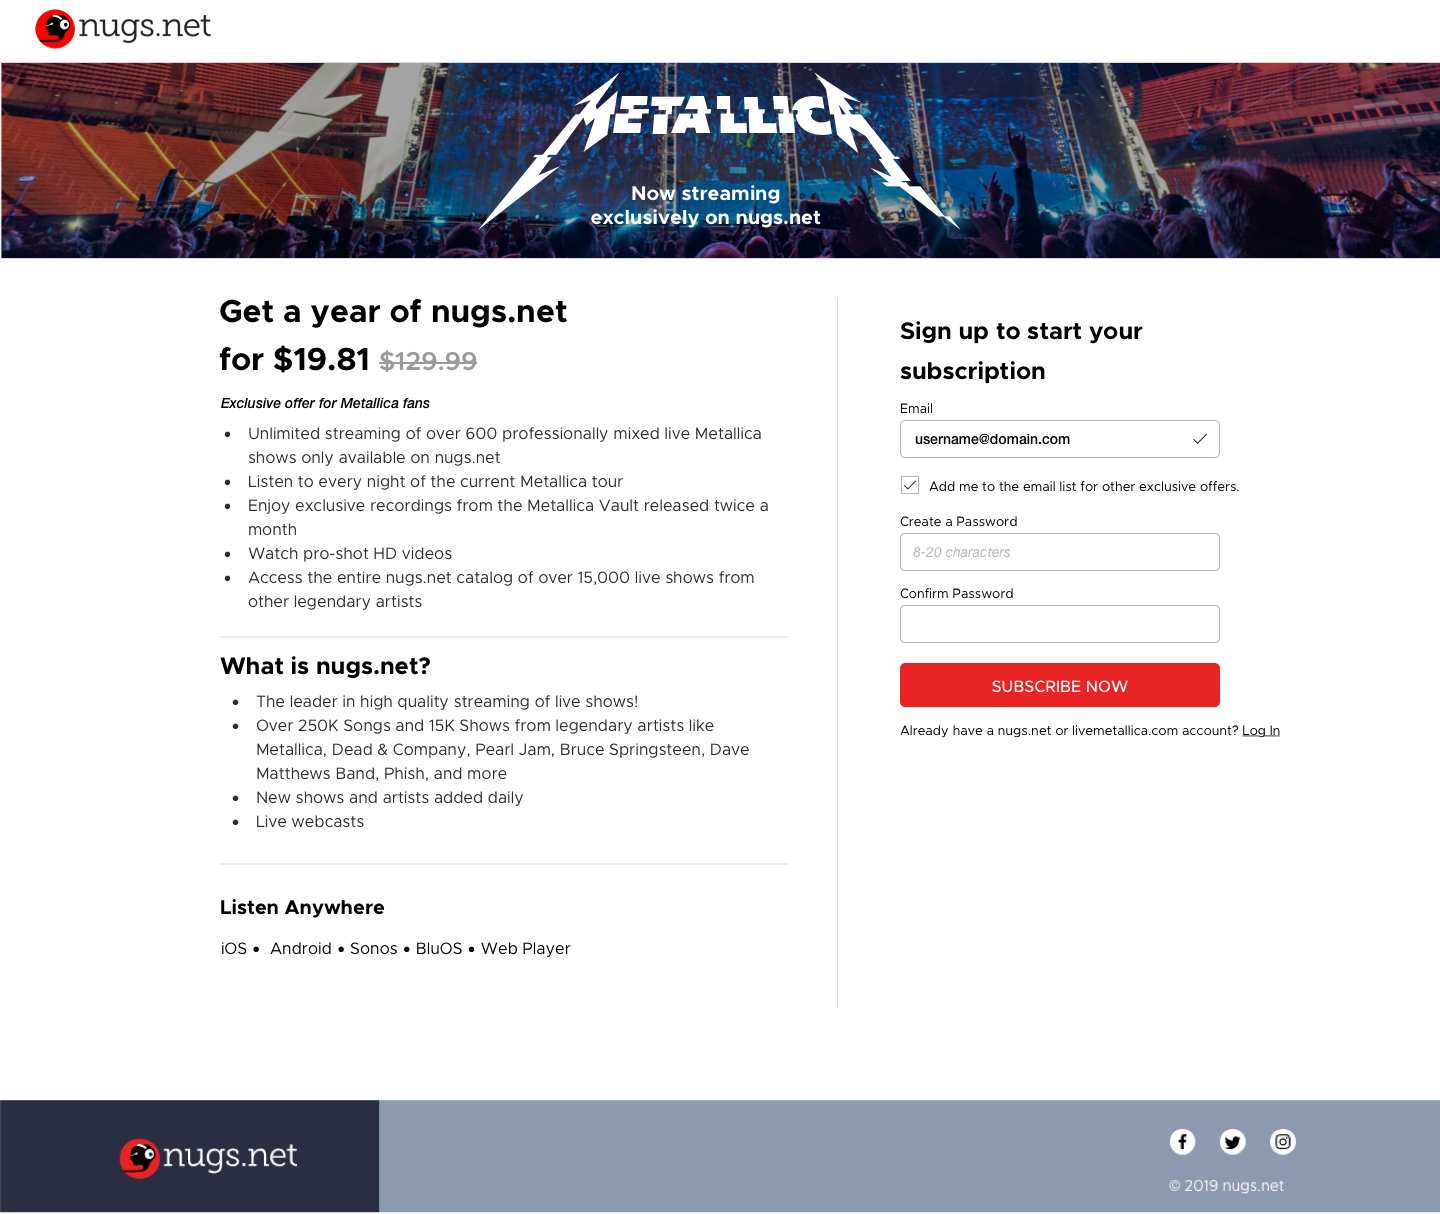 nugs.net
METALLICA
Now streaming
exclusively on nugs.net
Get a year of nugs.net
for $19.81 $129.99
Exclusive offer for Metallica fans
• Unlimited streaming of over 600 professionally mixed live Metallica
shows only available on nugs.net
• Listen to every night of the current Metallica tour
• Enjoy exclusive recordings from the Metallica Vault released twice a
month
• Watch pro-shot HD videos
• Access the entire nugs.net catalog of over 15,000 live shows from
other legendary artists
What is nugs.net?
• The leader in high quality streaming of live shows!
• Over 250K Songs and 15K Shows from legendary artists like
Metallica, Dead & Company, Pearl Jam, Bruce Springsteen, Dave
Matthews Band, Phish, and more
• New shows and artists added daily
• Live webcasts
Listen Anywhere
iOS • Android • Sonos • BluOS • Web Player
Sign up to start your
subscription
Email
username@domain.com
Add me to the email list for other exclusive offers.
Create a Password
8-20 characters
Confirm Password
SUBSCRIBE NOW
Already have a nugs.net or livemetallica.com account? Log In
nugs.net
© 2019 nugs.net